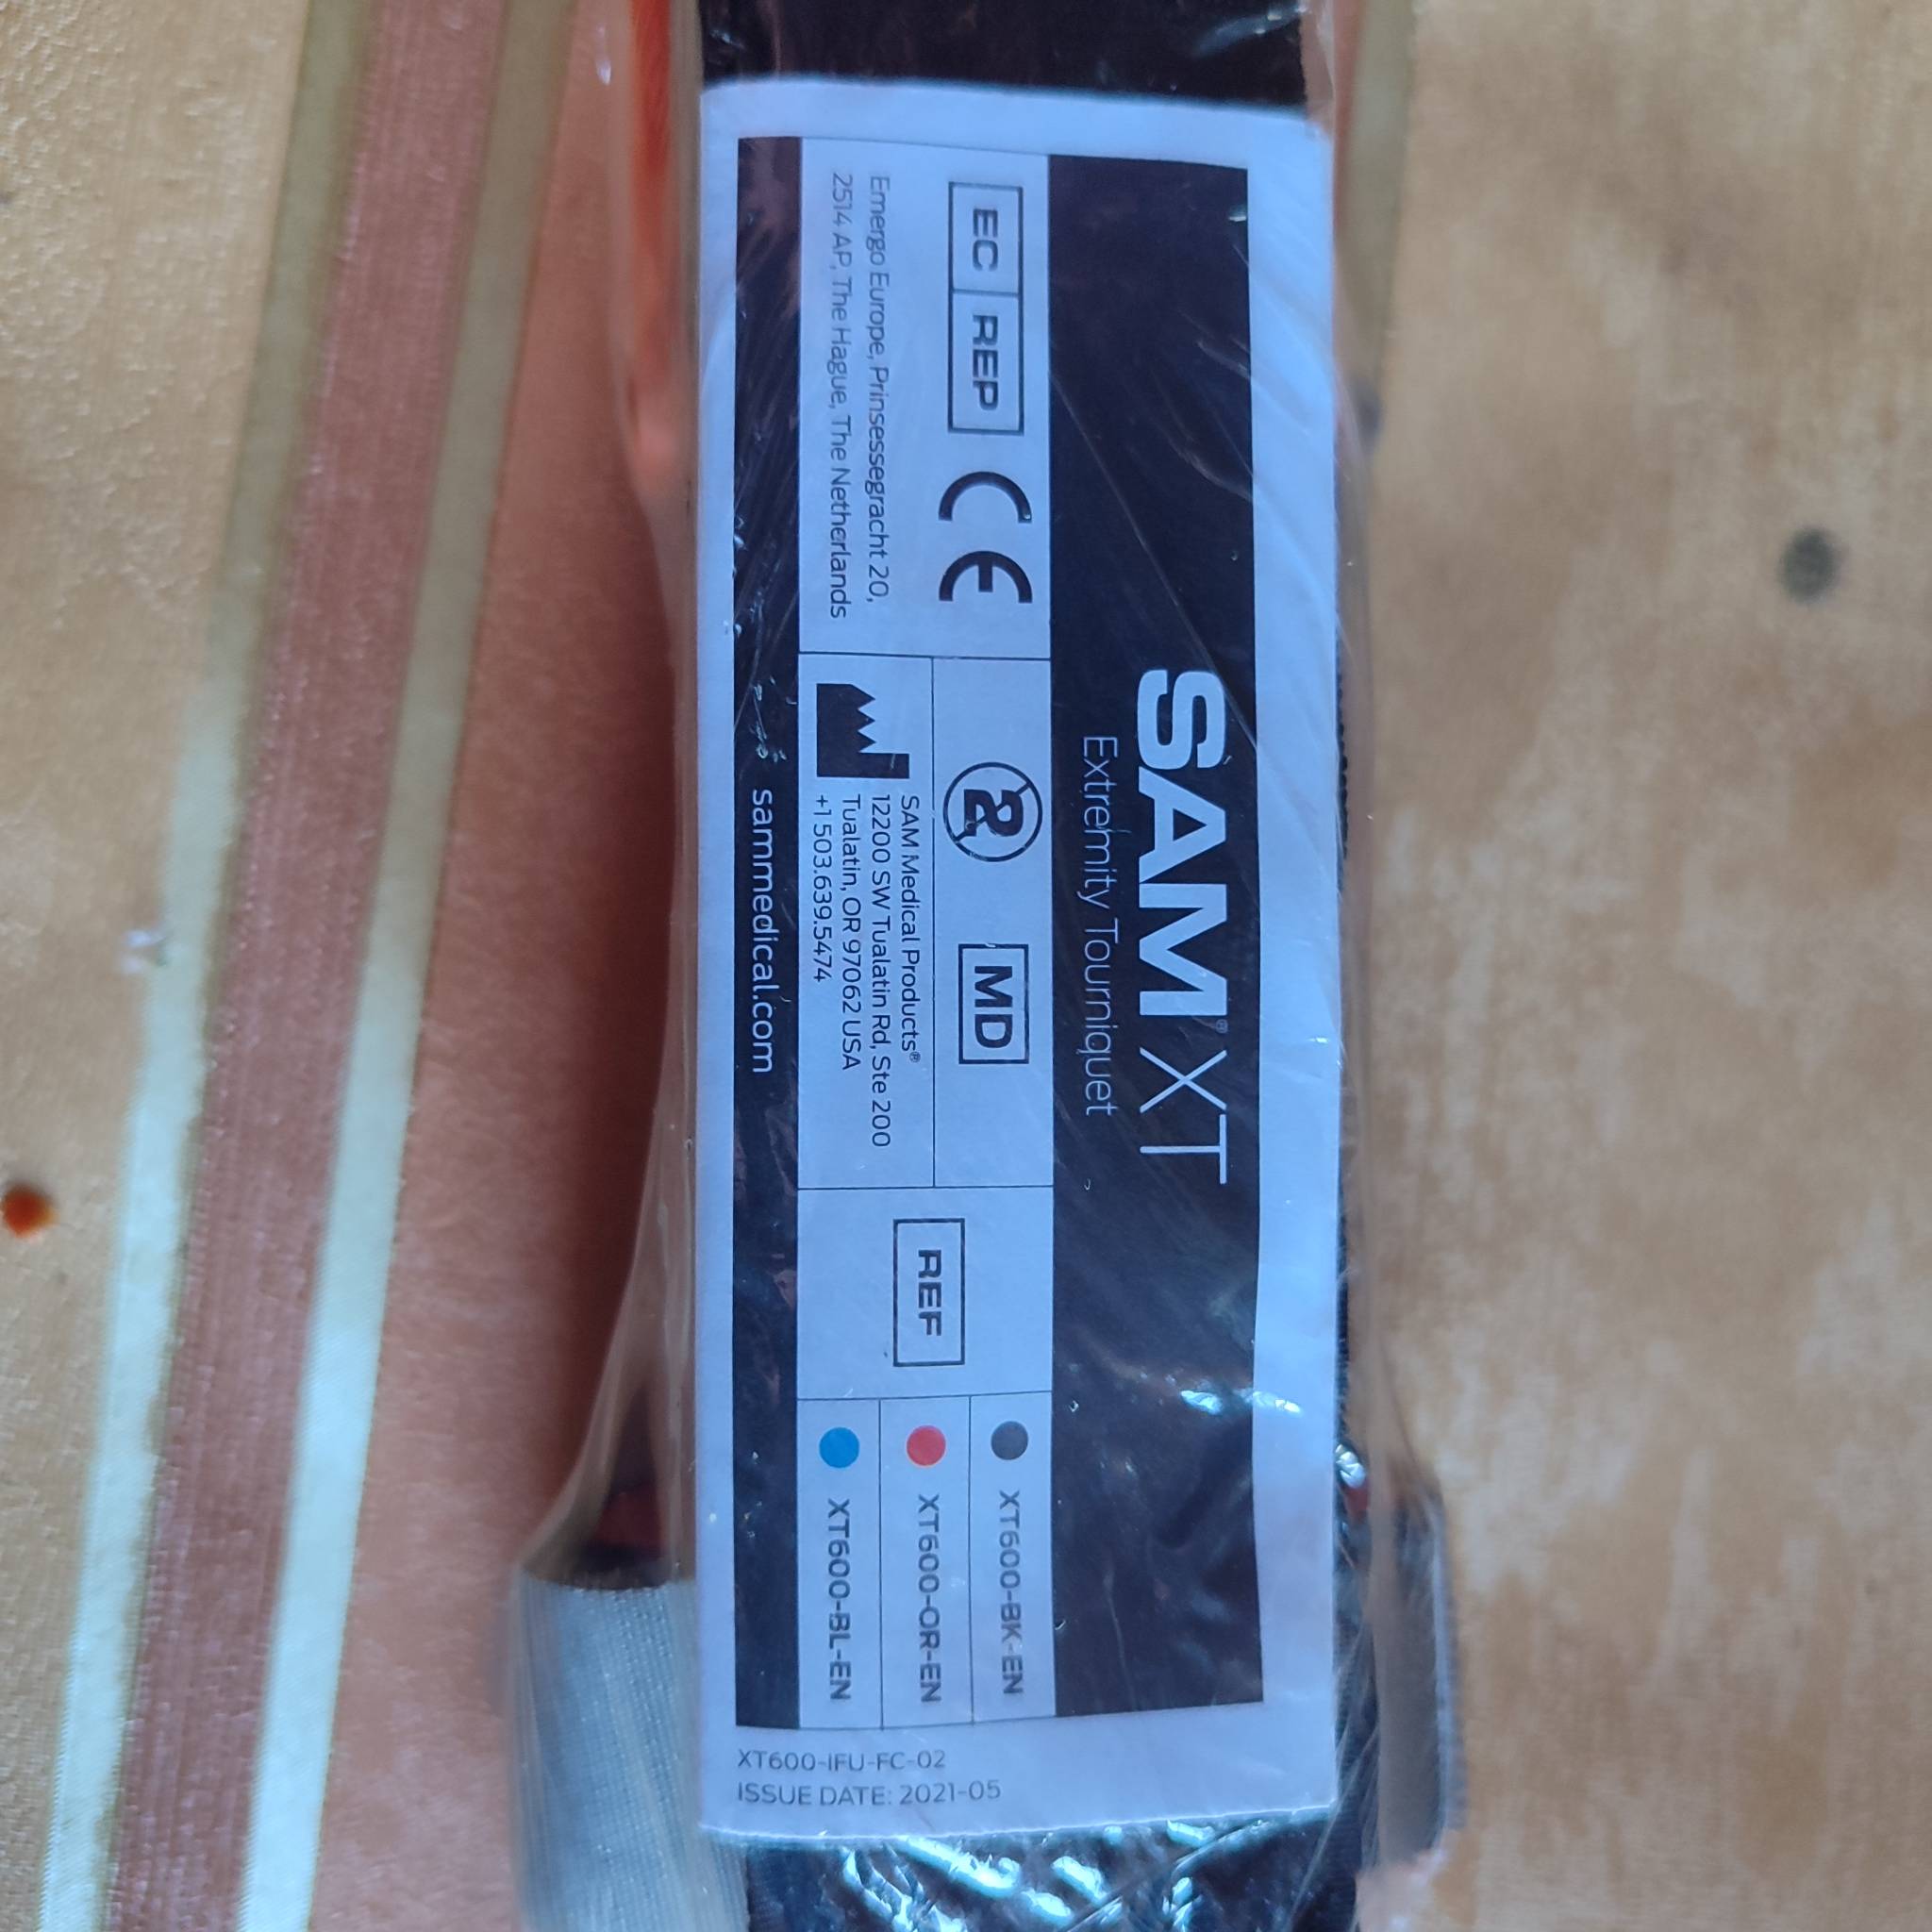 SAM® XT
Extremity Tourniquet
EC REP
CE
Emergo Europe, Prinsessegracht 20,
2514 AP, The Hague, The Netherlands
2
MD
SAM Medical Products®
12200 SW Tualatin Rd, Ste 200
Tualatin, OR 97062 USA
+1 503.639.5474
REF
XT600-BK-EN
XT600-OR-EN
XT600-BL-EN
sammedical.com
XT600-IFU-FC-02
ISSUE DATE: 2021-05